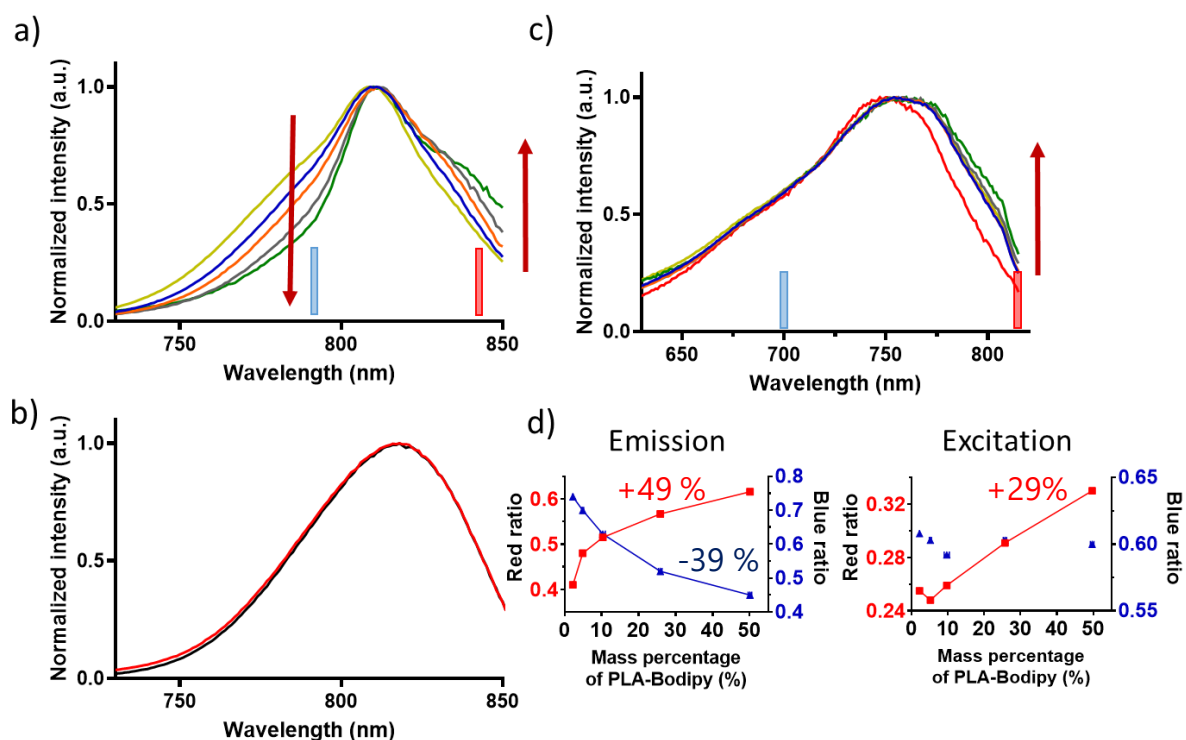 a)
Normalized intensity (a.u.)
1.0
0.5
0.0
750
800
850
Wavelength (nm)
b)
Normalized intensity (a.u.)
1.0
0.5
0.0
750
800
850
Wavelength (nm)
c)
Normalized intensity (a.u.)
1.0
0.5
0.0
650
700
750
800
Wavelength (nm)
d)
Emission
Red ratio
0.6
0.5
0.4
+49 %
-39 %
0.8
0.7
0.6
0.5
0.4
Blue ratio
0 10 20 30 40 50
Mass percentage
of PLA-Bodipy (%)
Excitation
Red ratio
0.32
0.28
0.24
+29%
0.65
0.60
0.55
Blue ratio
0 10 20 30 40 50
Mass percentage
of PLA-Bodipy (%)